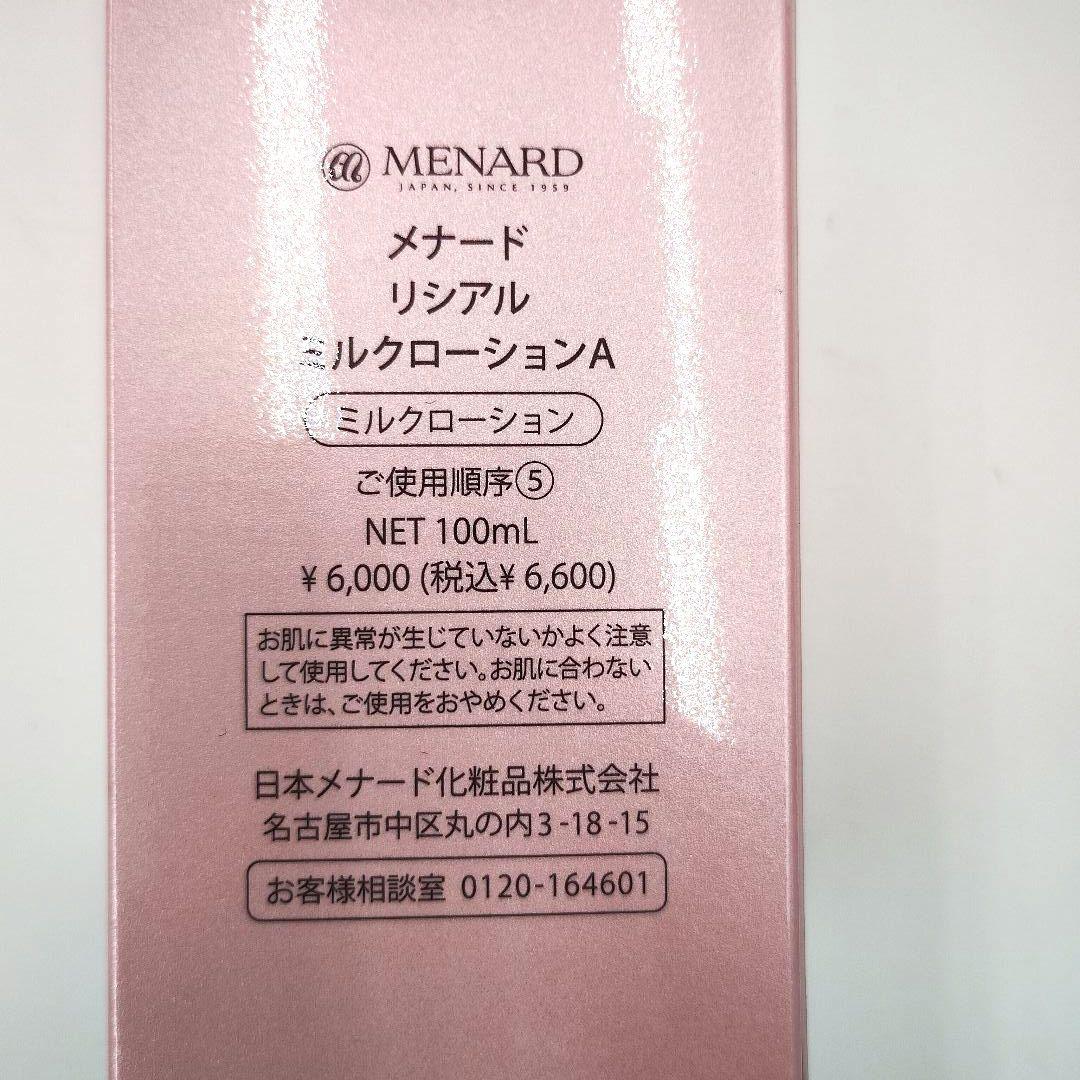 MENARD
JAPAN, SINCE 1959
メナード
リシアル
ミルクローションA
ミルクローション
ご使用順序⑤
NET 100mL
¥6,000 (税込¥6,600)
お肌に異常が生じていないかよく注意
して使用してください。お肌に合わない
ときは、ご使用をおやめください。
日本メナード化粧品株式会社
名古屋市中区丸の内3-18-15
お客様相談室 0120-164601